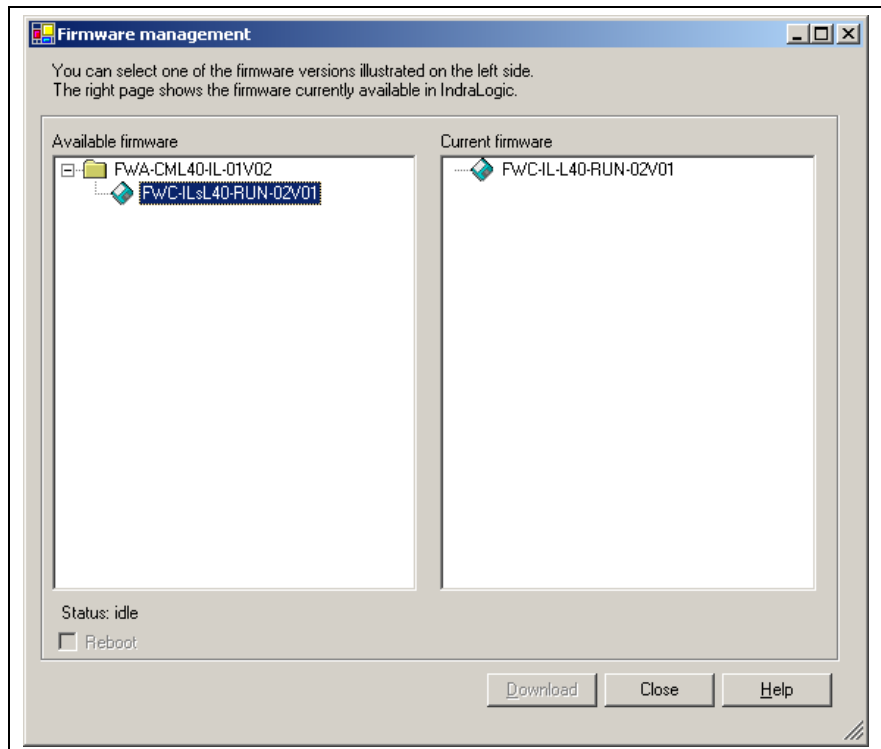 Firmware management
You can select one of the firmware versions illustrated on the left side.
The right page shows the firmware currently available in IndraLogic.
Available firmware
Current firmware
FWA-CML40-IL-01V02
FWC-IL-L40-RUN-02V01
FWC-ILsL40-RUN-02V01
Status: idle
Reboot
Download
Close
Help